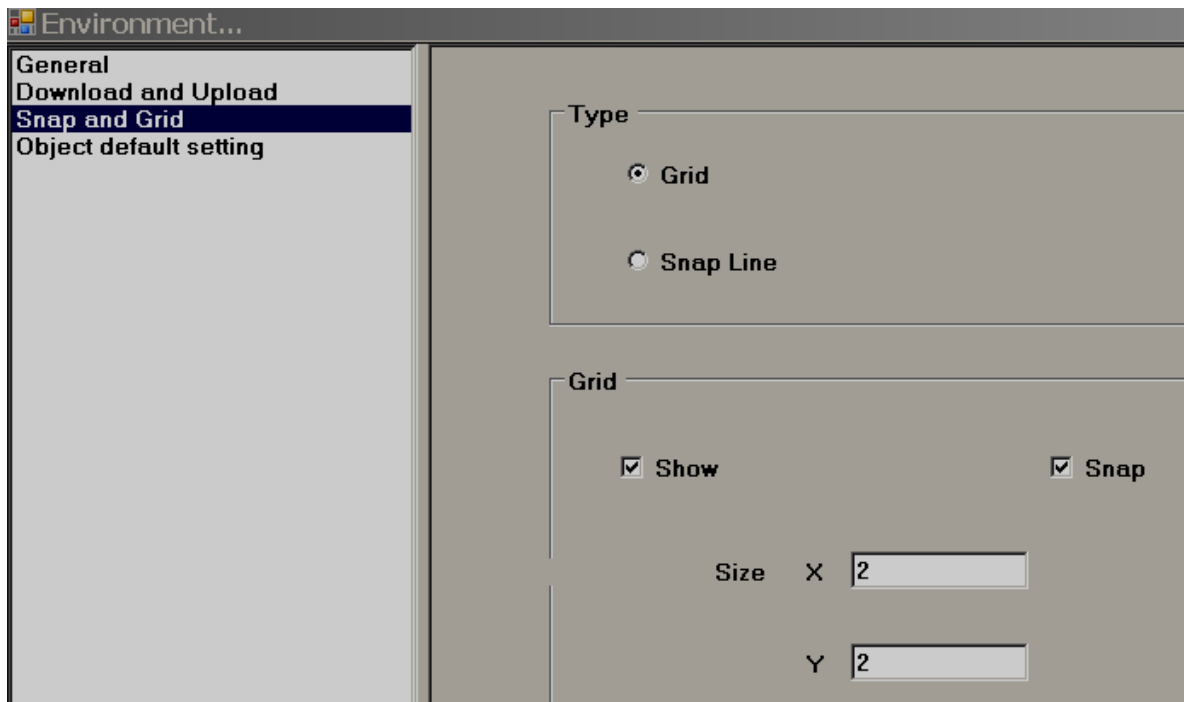 Environment...
General
Download and Upload
Snap and Grid
Object default setting
Type
Grid
Snap Line
Grid
Show Snap
Size X 2
Y 2